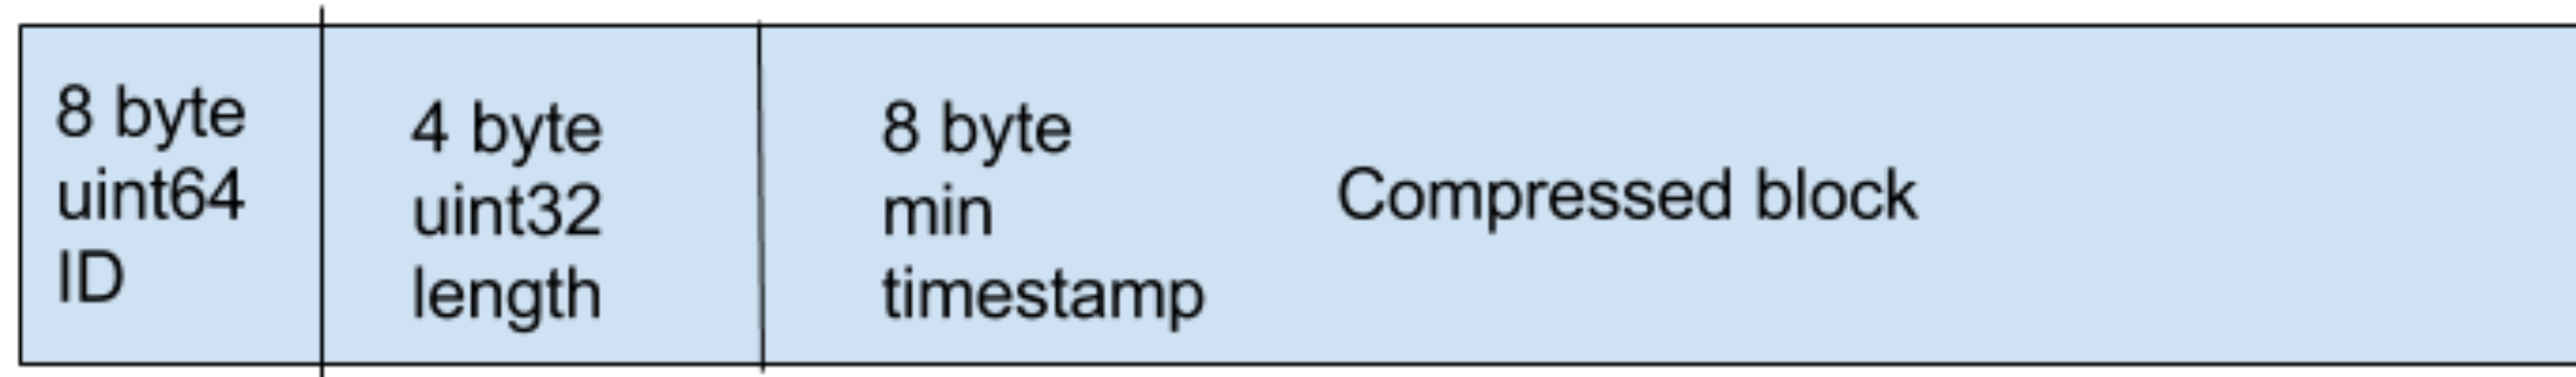 8 byte
uint64
ID
4 byte
uint32
length
8 byte
min
timestamp
Compressed block